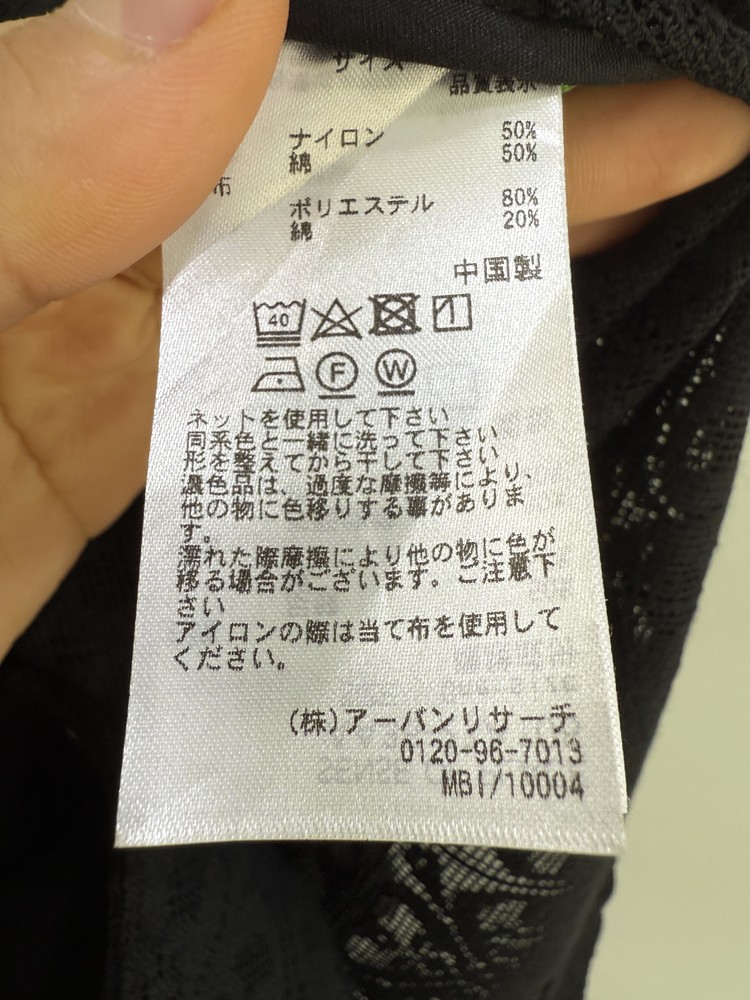 サイズ
品質表示
ナイロン 50%
綿 50%
布
ポリエステル 80%
綿 20%
中国製
40
F W
ネットを使用して下さい
同系色と一緒に洗って下さい
形を整えてから干して下さい
濃色品は、過度な摩擦等により、
他の物に色移りする事がありま
す。
濡れた際摩擦により他の物に色が
移る場合がございます。ご注意下
さい
アイロンの際は当て布を使用して
ください。
(株)アーバンリサーチ
0120-96-7013
MBI/10004